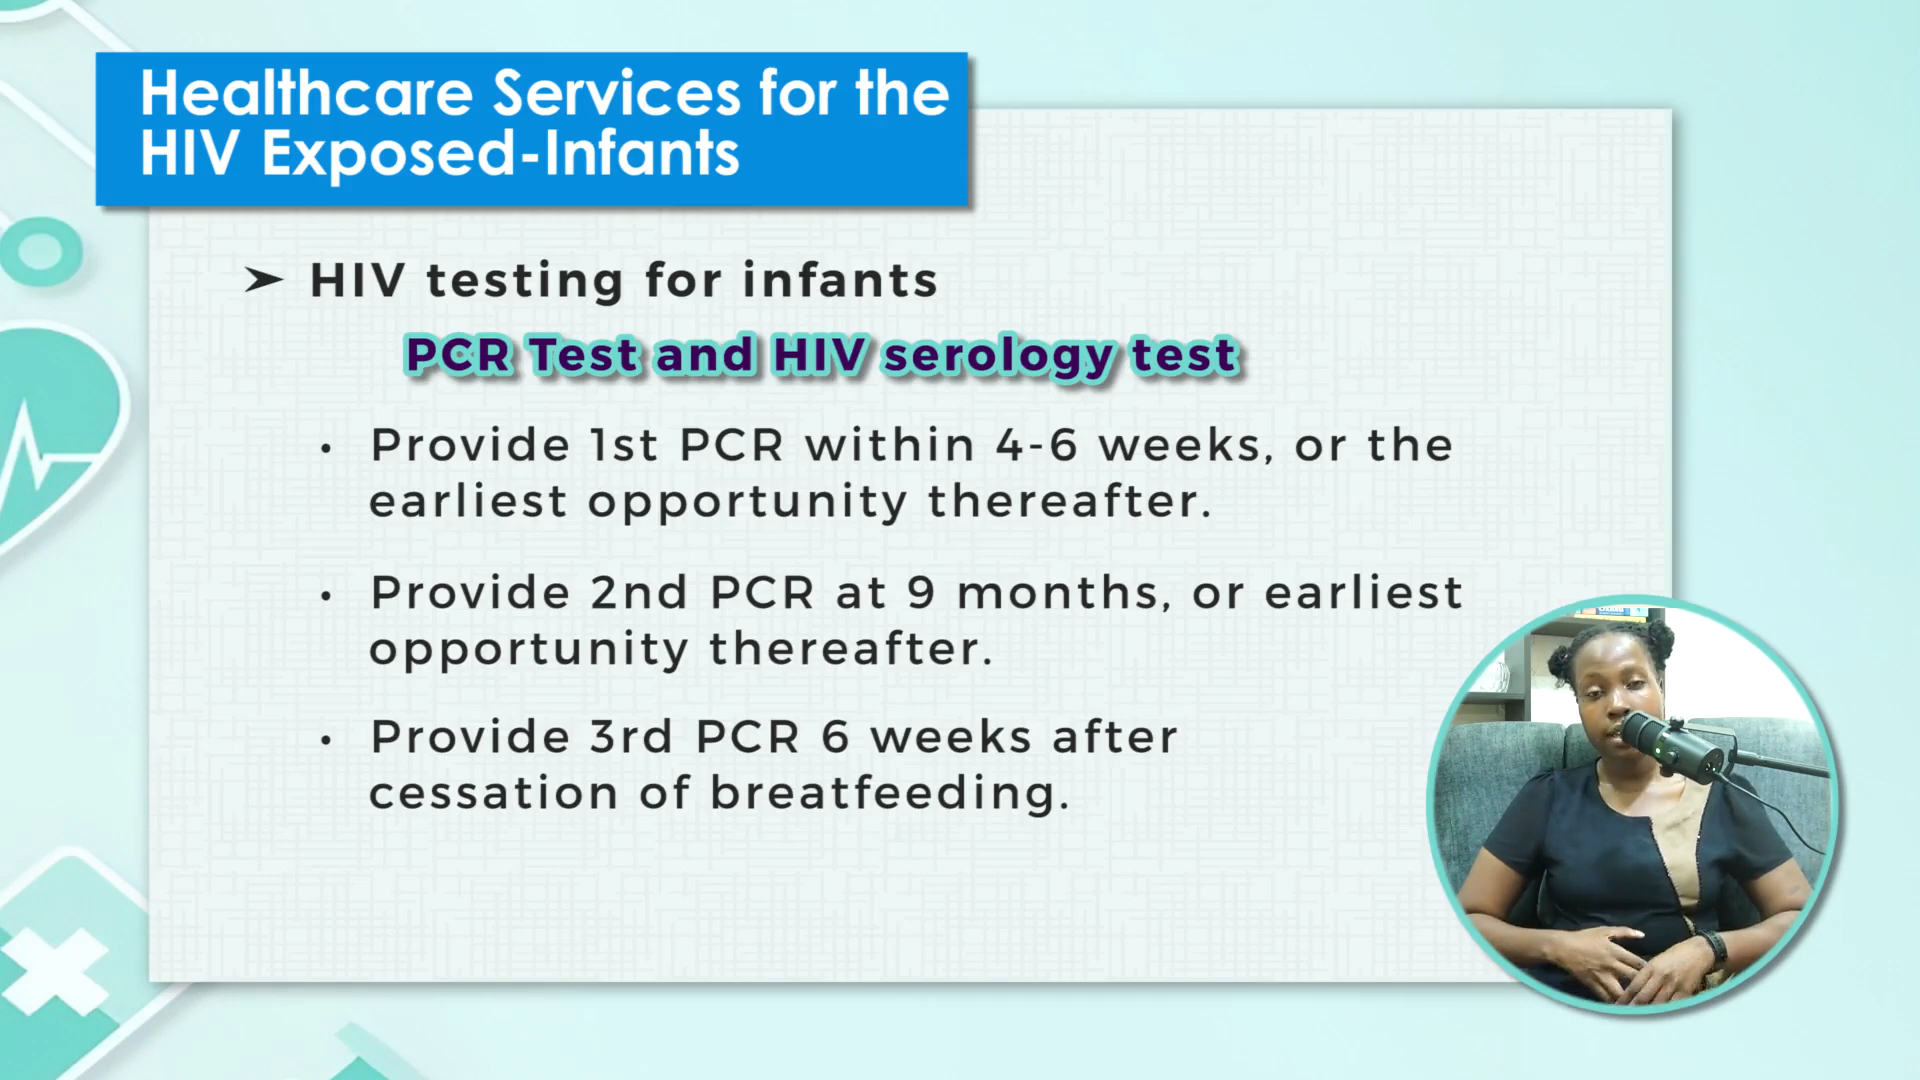 Healthcare Services for the
HIV Exposed-Infants
➤ HIV testing for infants
PCR Test and HIV serology test
• Provide 1st PCR within 4-6 weeks, or the
earliest opportunity thereafter.
• Provide 2nd PCR at 9 months, or earliest
opportunity thereafter.
• Provide 3rd PCR 6 weeks after
cessation of breatfeeding.